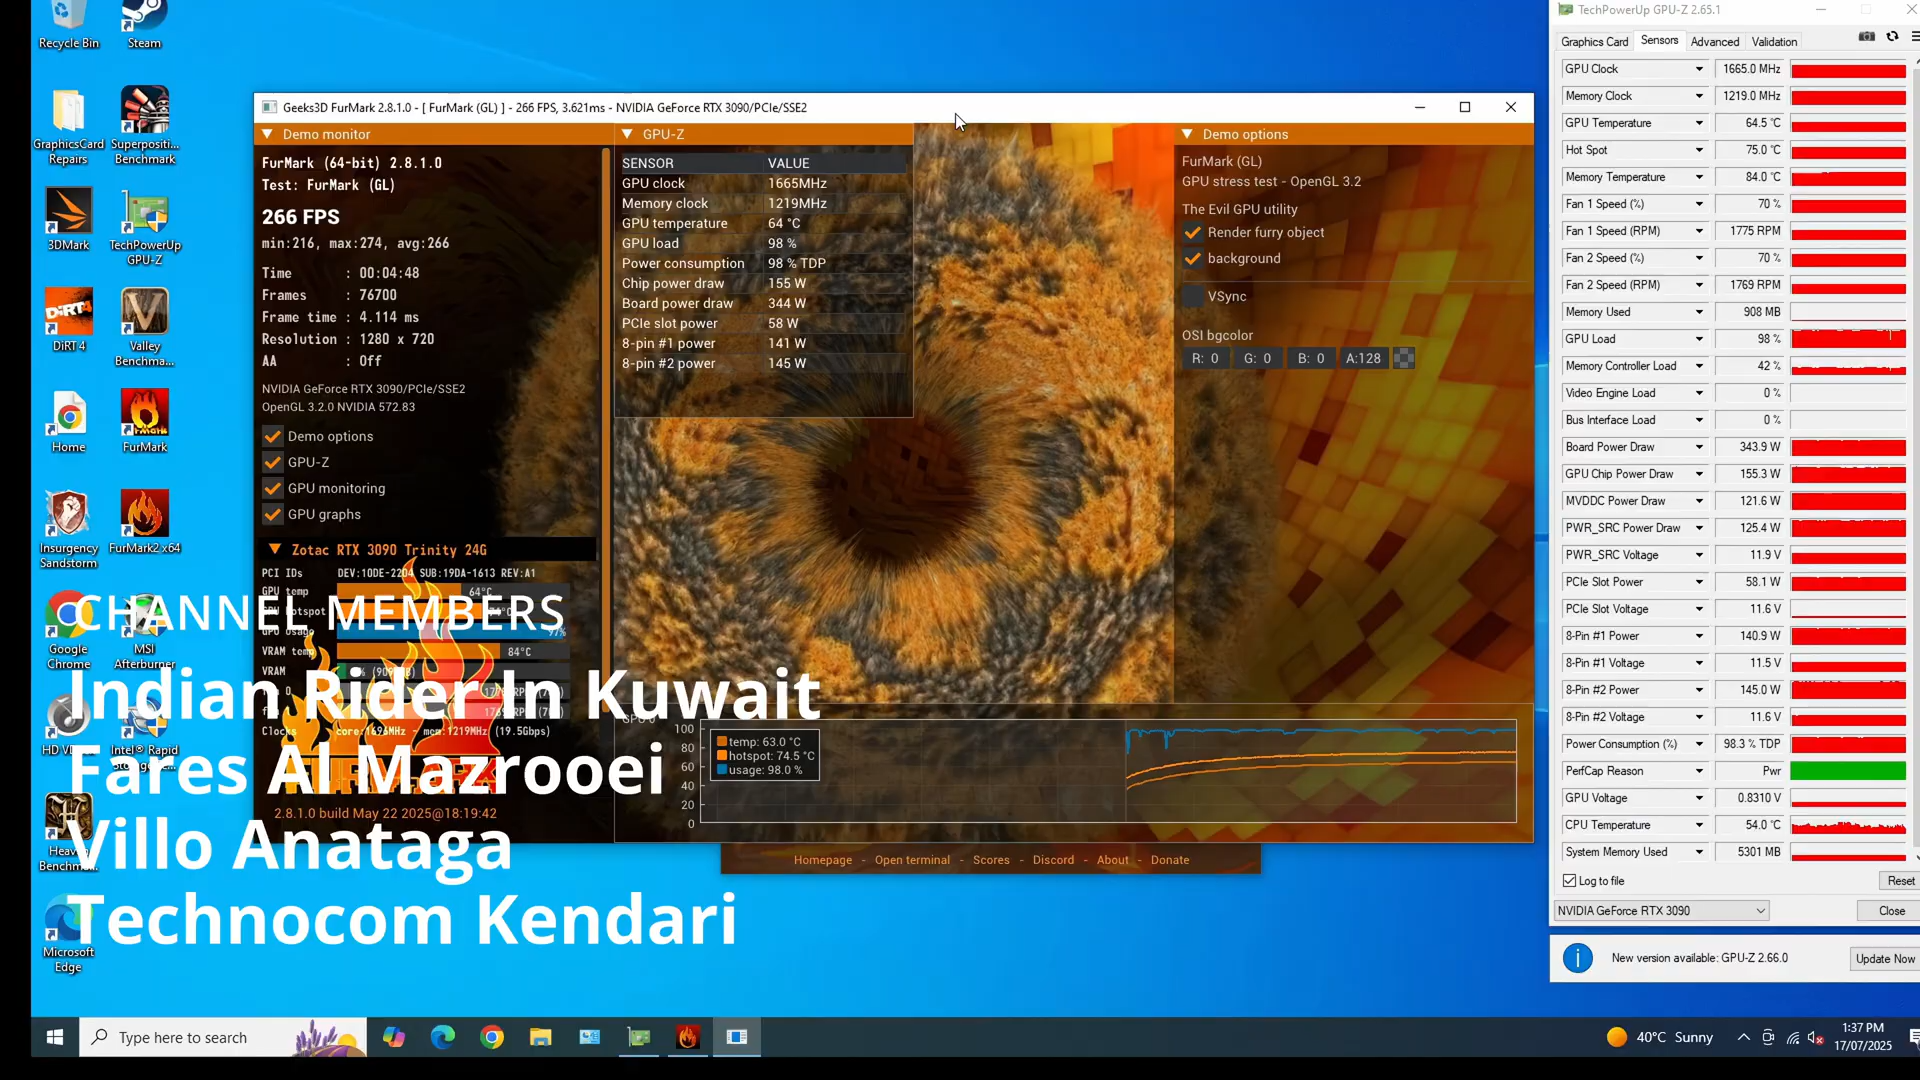 Recycle Bin
Steam
GraphicsCard Repairs
Superpositi... Benchmark
3DMark
TechPowerUp GPU-Z
DiRT 4
Valley Benchma...
Home
FurMark
Insurgency Sandstorm
FurMark2 x64
Google Chrome
MSI Afterburner
Microsoft Edge
Geeks3D FurMark 2.8.1.0 - [ FurMark (GL) ] - 266 FPS, 3.621ms - NVIDIA GeForce RTX 3090/PCIe/SSE2
Demo monitor
FurMark (64-bit) 2.8.1.0
Test: FurMark (GL)
266 FPS
min:216, max:274, avg:266
Time : 00:04:48
Frames : 76700
Frame time : 4.114 ms
Resolution : 1280 x 720
AA : Off
NVIDIA GeForce RTX 3090/PCIe/SSE2
OpenGL 3.2.0 NVIDIA 572.83
Demo options
GPU-Z
GPU monitoring
GPU graphs
Zotac RTX 3090 Trinity 24G
PCI IDs DEV:10DE-2204 SUB:19DA-1613 REV:A1
GPU temp 64°C
VRAM temp 84°C
VRAM
Clocks core:1696MHz - mem:1219MHz (19.5Gbps)
2.8.1.0 build May 22 2025@18:19:42
GPU-Z
SENSOR VALUE
GPU clock 1665MHz
Memory clock 1219MHz
GPU temperature 64 °C
GPU load 98 %
Power consumption 98 % TDP
Chip power draw 155 W
Board power draw 344 W
PCIe slot power 58 W
8-pin #1 power 141 W
8-pin #2 power 145 W
Demo options
FurMark (GL)
GPU stress test - OpenGL 3.2
The Evil GPU utility
Render furry object
background
VSync
OSI bgcolor
R: 0 G: 0 B: 0 A:128
GPU 0
100
80
60
40
20
0
temp: 63.0 °C
hotspot: 74.5 °C
usage: 98.0 %
Homepage - Open terminal - Scores - Discord - About - Donate
CHANNEL MEMBERS
Indian Rider In Kuwait
Fares Al Mazrooei
Villo Anataga
Technocom Kendari
TechPowerUp GPU-Z 2.65.1
Graphics Card Sensors Advanced Validation
GPU Clock 1665.0 MHz
Memory Clock 1219.0 MHz
GPU Temperature 64.5 °C
Hot Spot 75.0 °C
Memory Temperature 84.0 °C
Fan 1 Speed (%) 70 %
Fan 1 Speed (RPM) 1775 RPM
Fan 2 Speed (%) 70 %
Fan 2 Speed (RPM) 1769 RPM
Memory Used 908 MB
GPU Load 98 %
Memory Controller Load 42 %
Video Engine Load 0 %
Bus Interface Load 0 %
Board Power Draw 343.9 W
GPU Chip Power Draw 155.3 W
MVDDC Power Draw 121.6 W
PWR_SRC Power Draw 125.4 W
PWR_SRC Voltage 11.9 V
PCIe Slot Power 58.1 W
PCIe Slot Voltage 11.6 V
8-Pin #1 Power 140.9 W
8-Pin #1 Voltage 11.5 V
8-Pin #2 Power 145.0 W
8-Pin #2 Voltage 11.6 V
Power Consumption (%) 98.3 % TDP
PerfCap Reason Pwr
GPU Voltage 0.8310 V
CPU Temperature 54.0 °C
System Memory Used 5301 MB
Log to file Reset
NVIDIA GeForce RTX 3090 Close
New version available: GPU-Z 2.66.0 Update Now
Type here to search
40°C Sunny
1:37 PM
17/07/2025